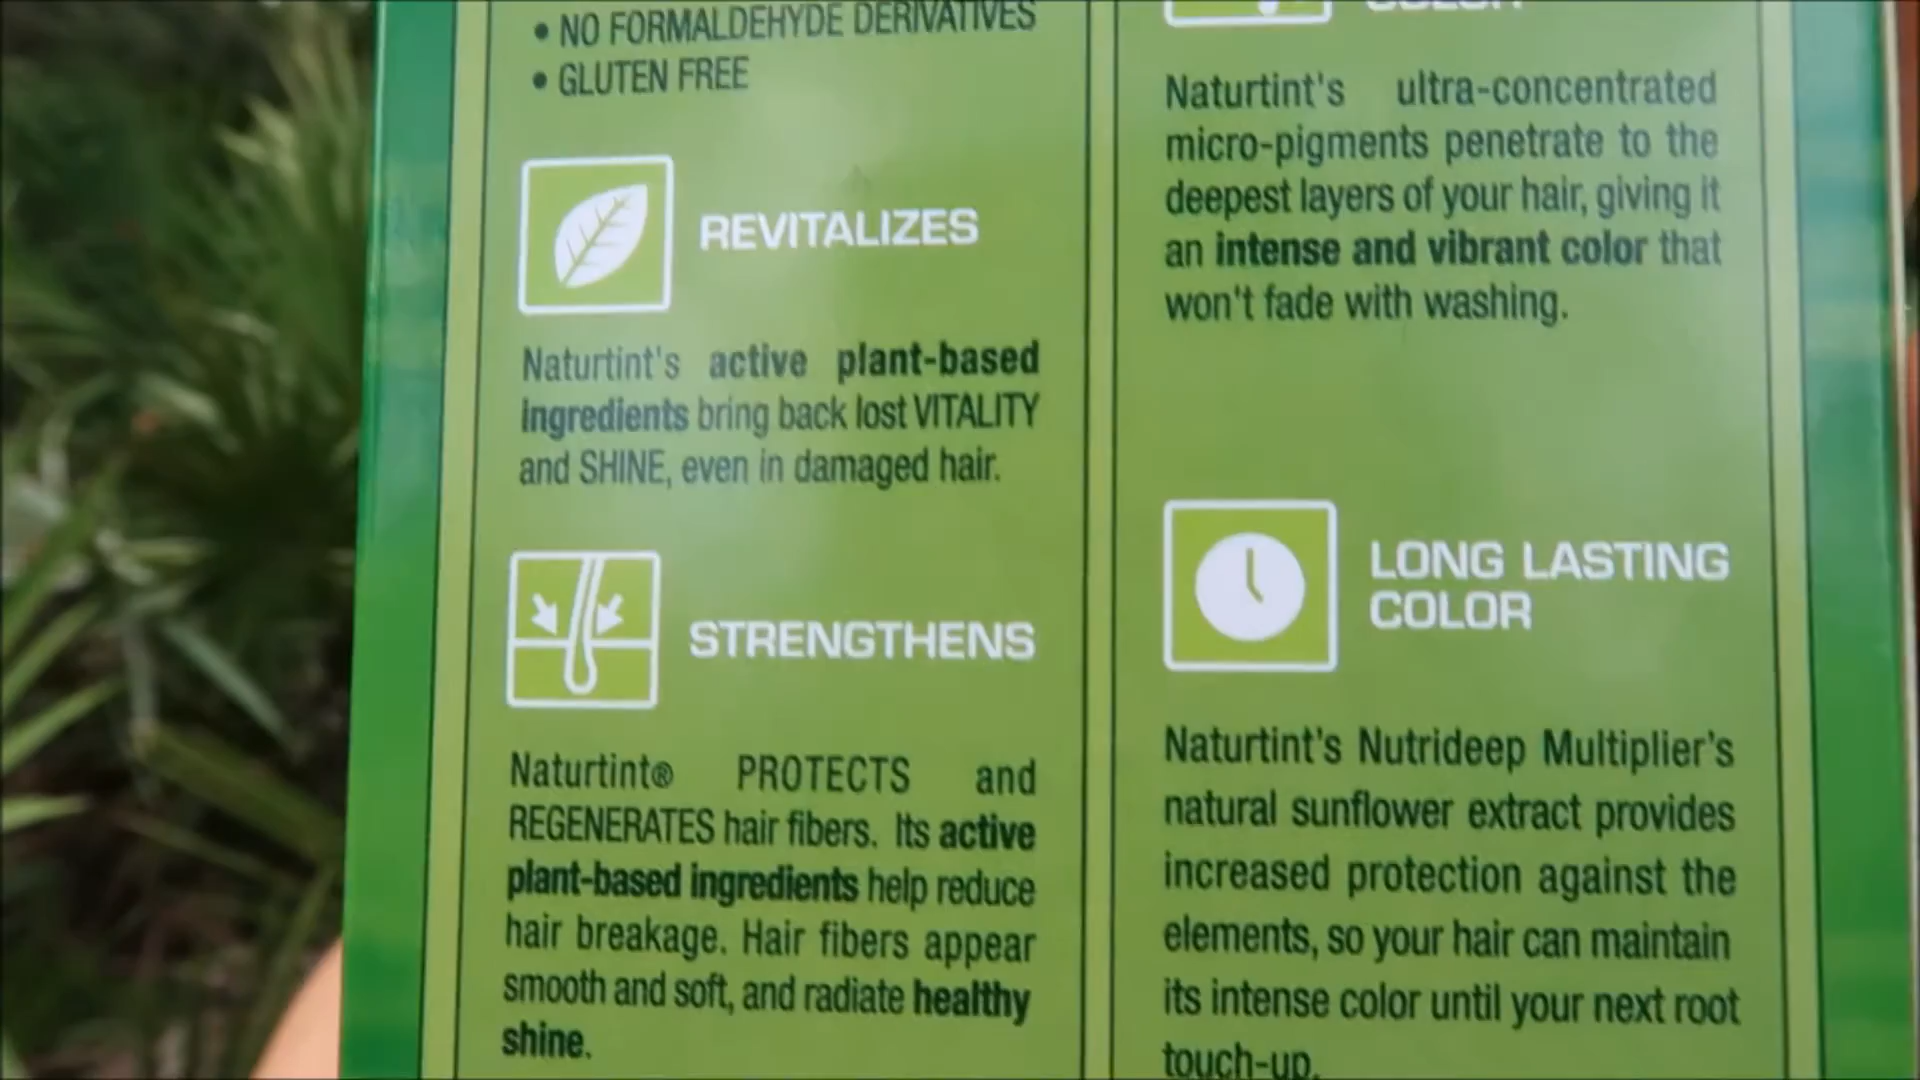 • NO FORMALDEHYDE DERIVATIVES
• GLUTEN FREE
REVITALIZES
Naturtint's active plant-based
ingredients bring back lost VITALITY
and SHINE, even in damaged hair.
STRENGTHENS
Naturtint® PROTECTS and
REGENERATES hair fibers. Its active
plant-based ingredients help reduce
hair breakage. Hair fibers appear
smooth and soft, and radiate healthy
shine.
COLOR
Naturtint's ultra-concentrated
micro-pigments penetrate to the
deepest layers of your hair, giving it
an intense and vibrant color that
won't fade with washing.
LONG LASTING
COLOR
Naturtint's Nutrideep Multiplier's
natural sunflower extract provides
increased protection against the
elements, so your hair can maintain
its intense color until your next root
touch-up.